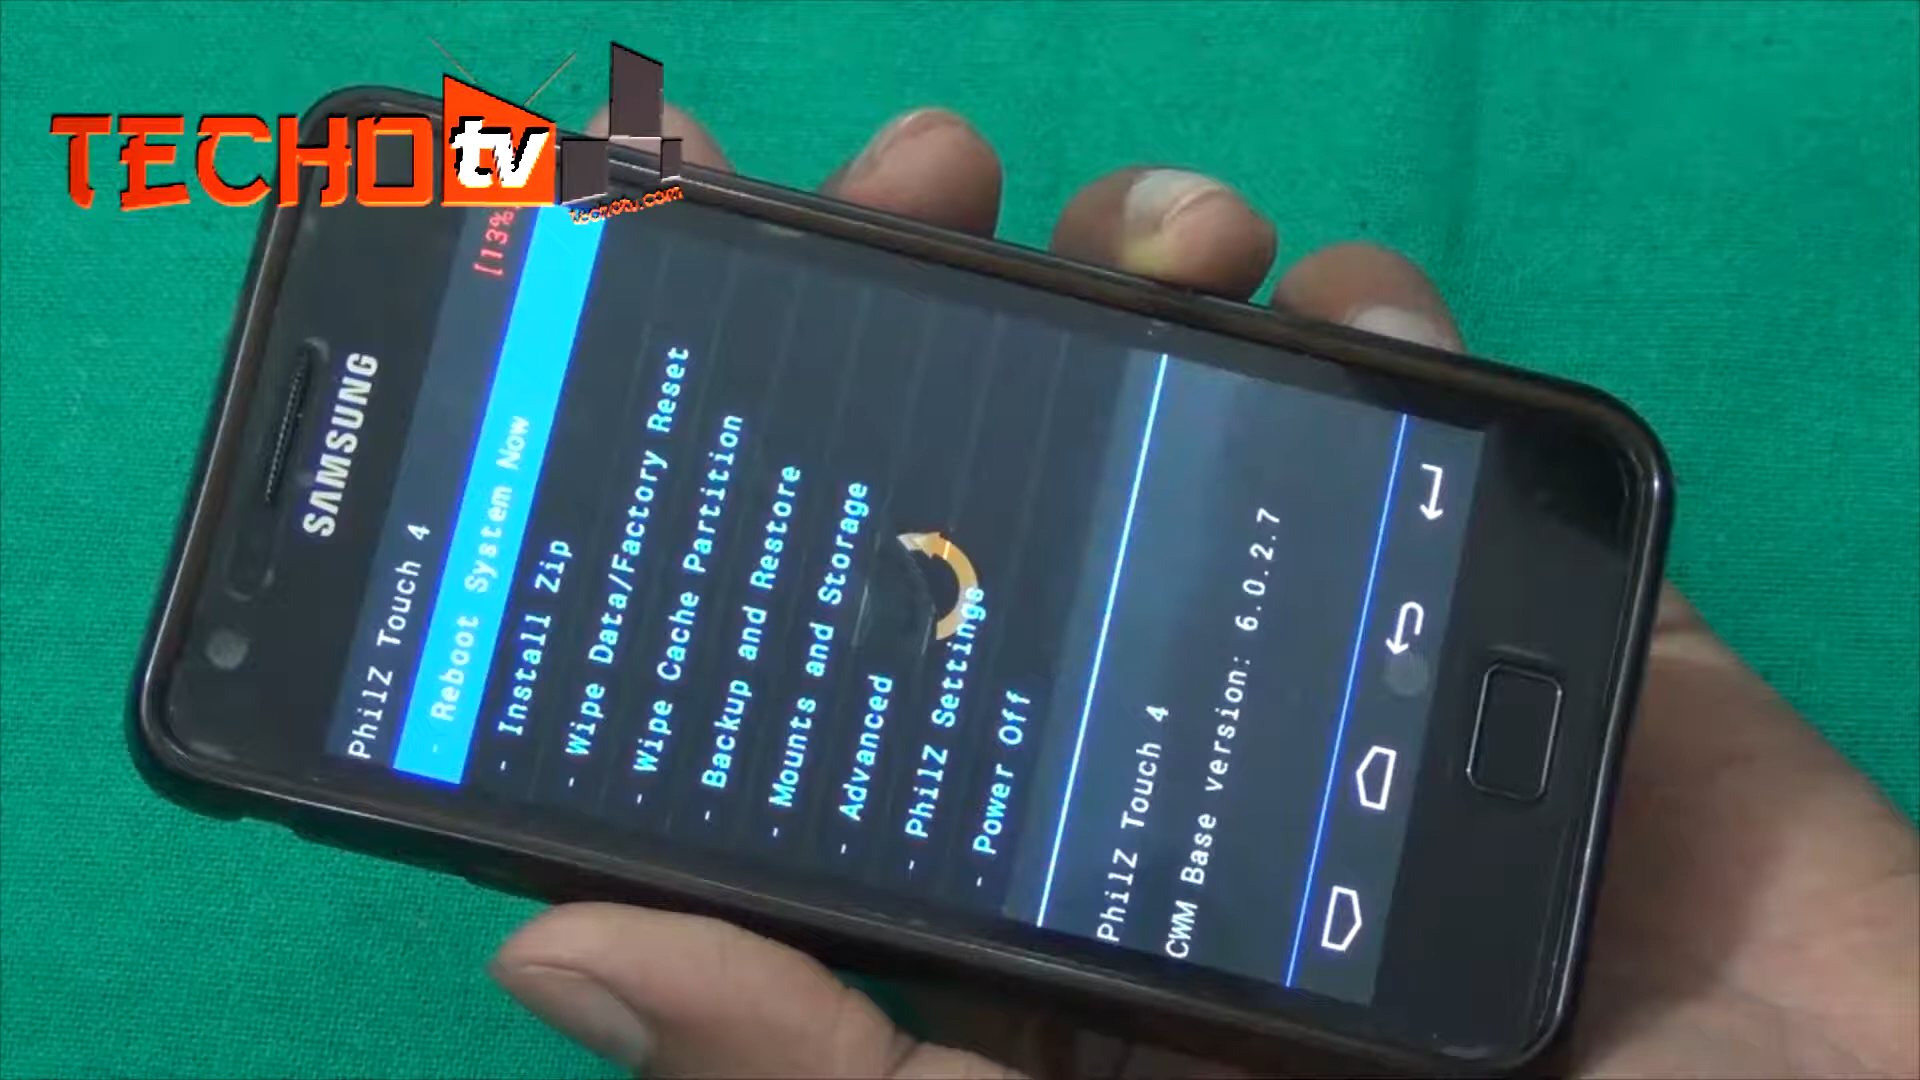 TECHO tv
techotv.com
SAMSUNG
PhilZ Touch 4
[13%
- Reboot System Now
- Install Zip
- Wipe Data/Factory Reset
- Wipe Cache Partition
- Backup and Restore
- Mounts and Storage
- Advanced
- PhilZ Settings
- Power Off
PhilZ Touch 4
CWM Base version: 6.0.2.7